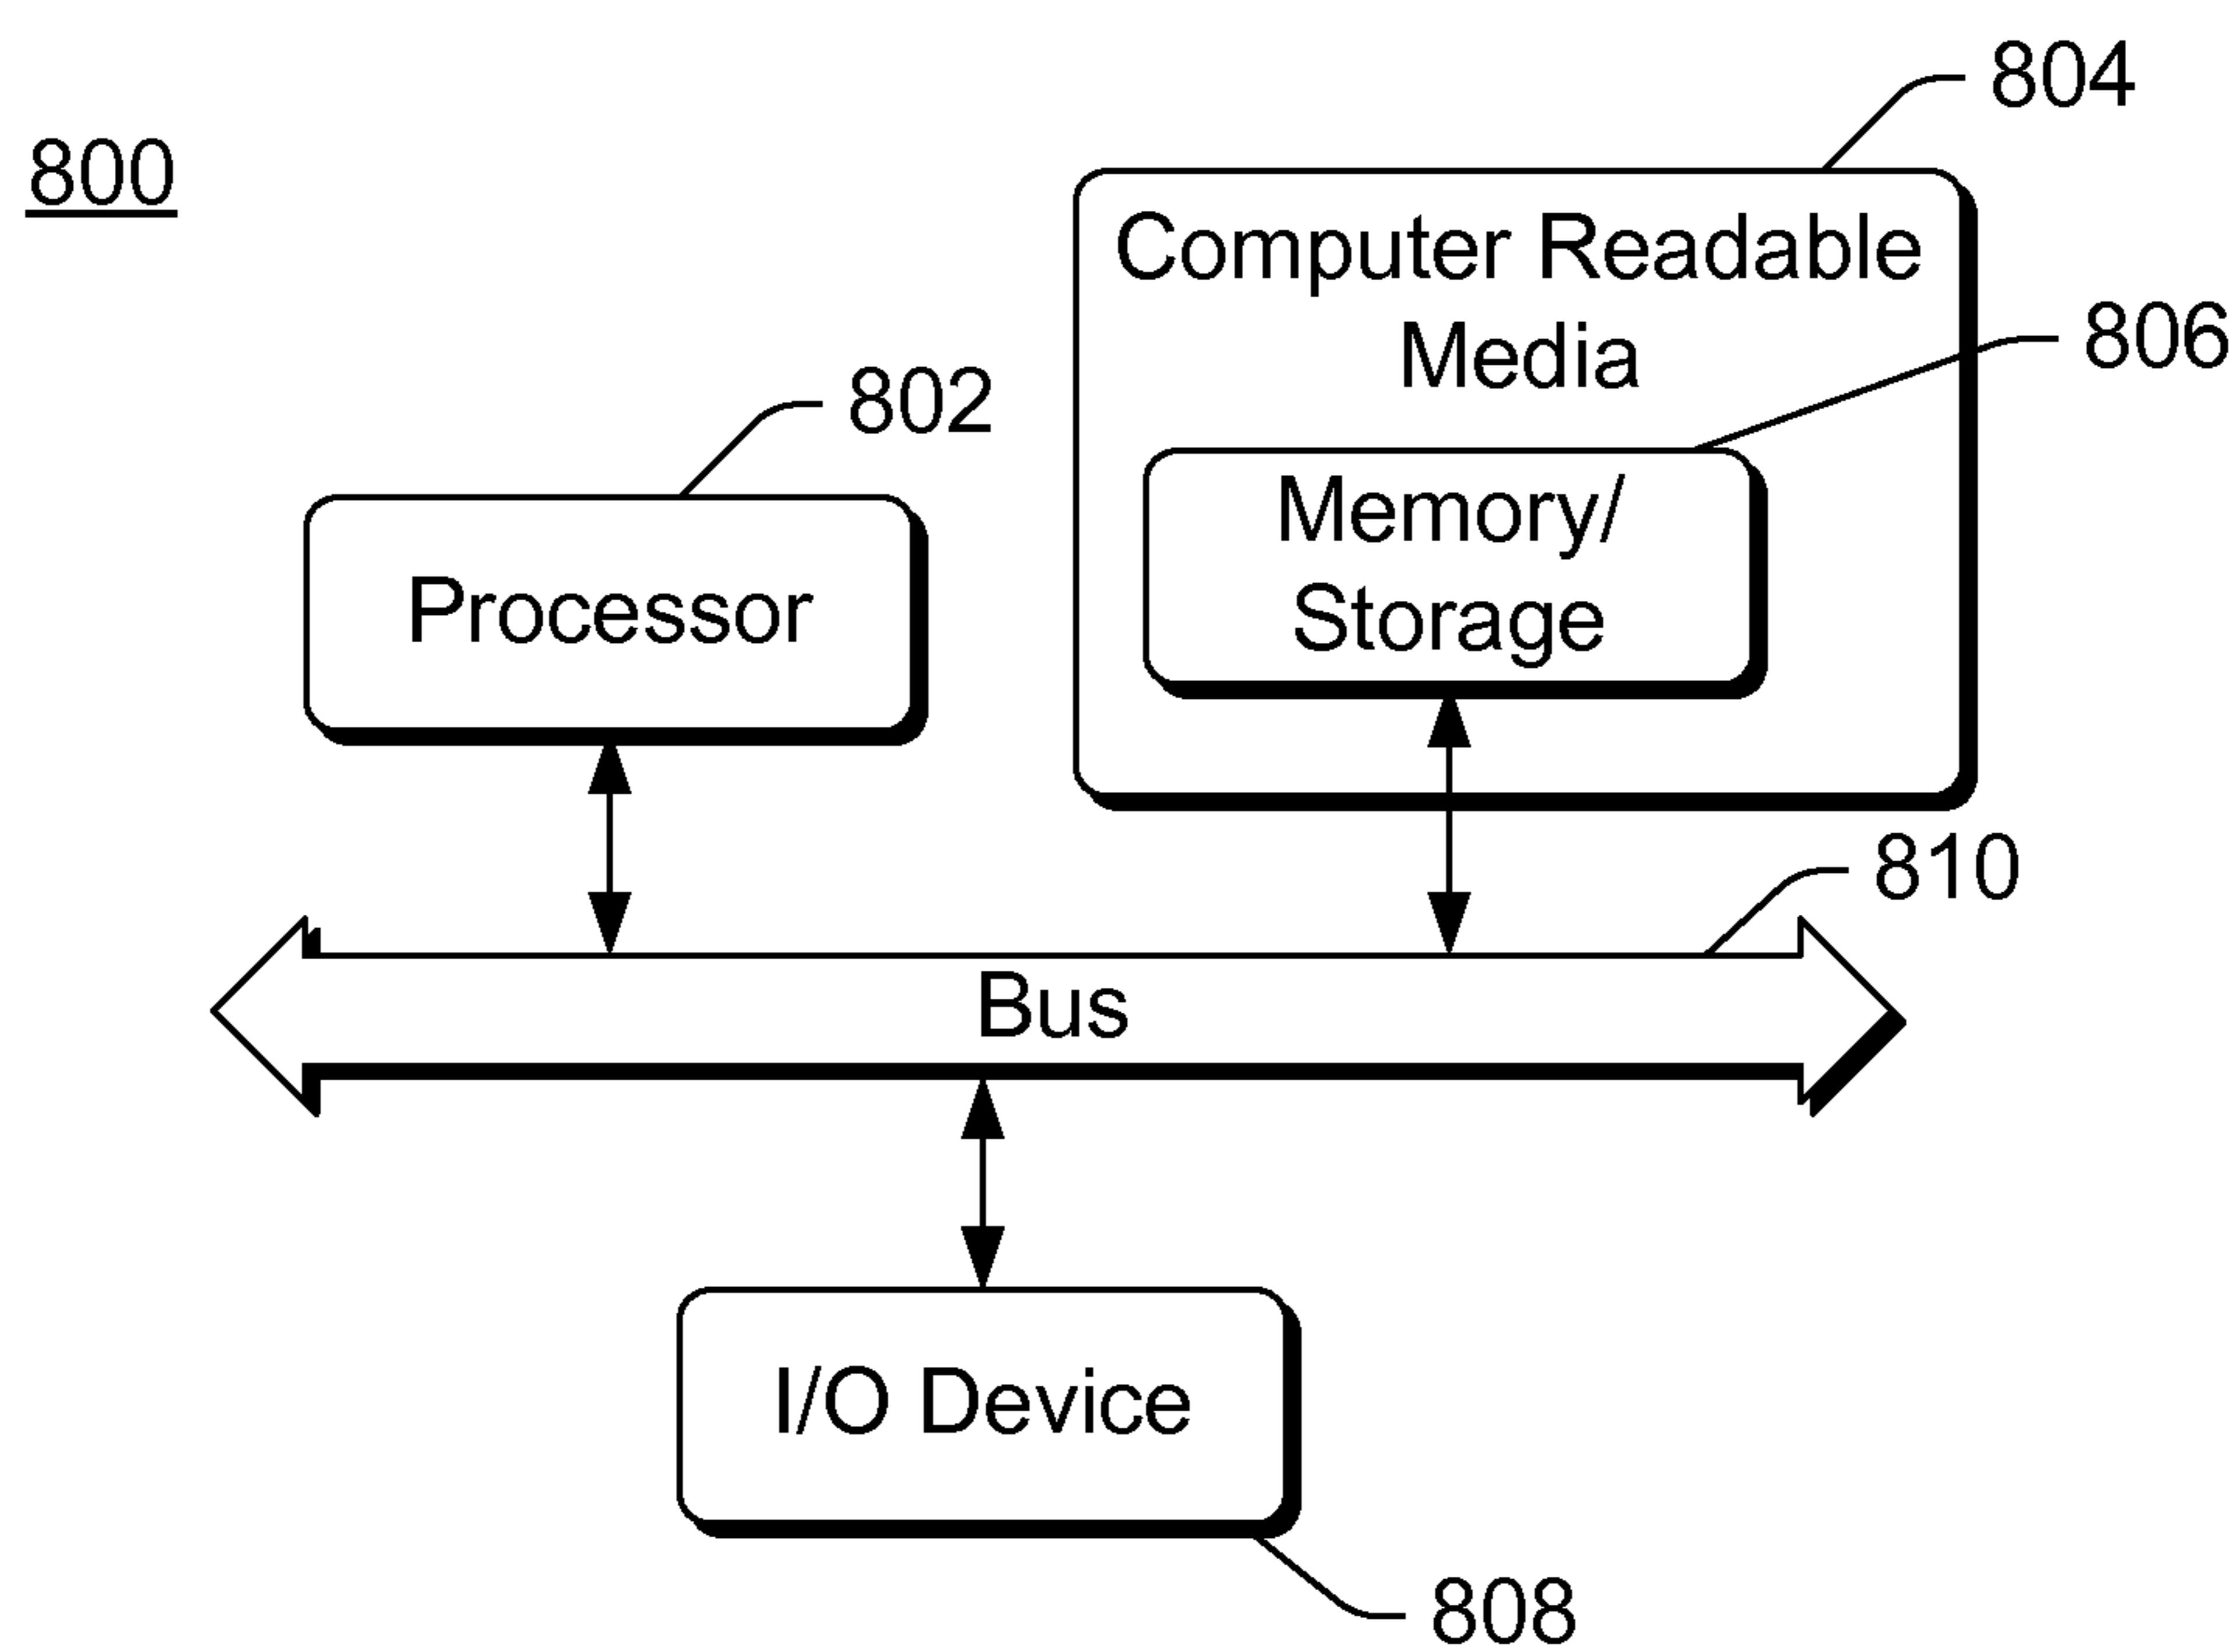 804
800
Computer Readable
Media
806
802
Memory/
Storage
Processor
810
Bus
I/O Device
808